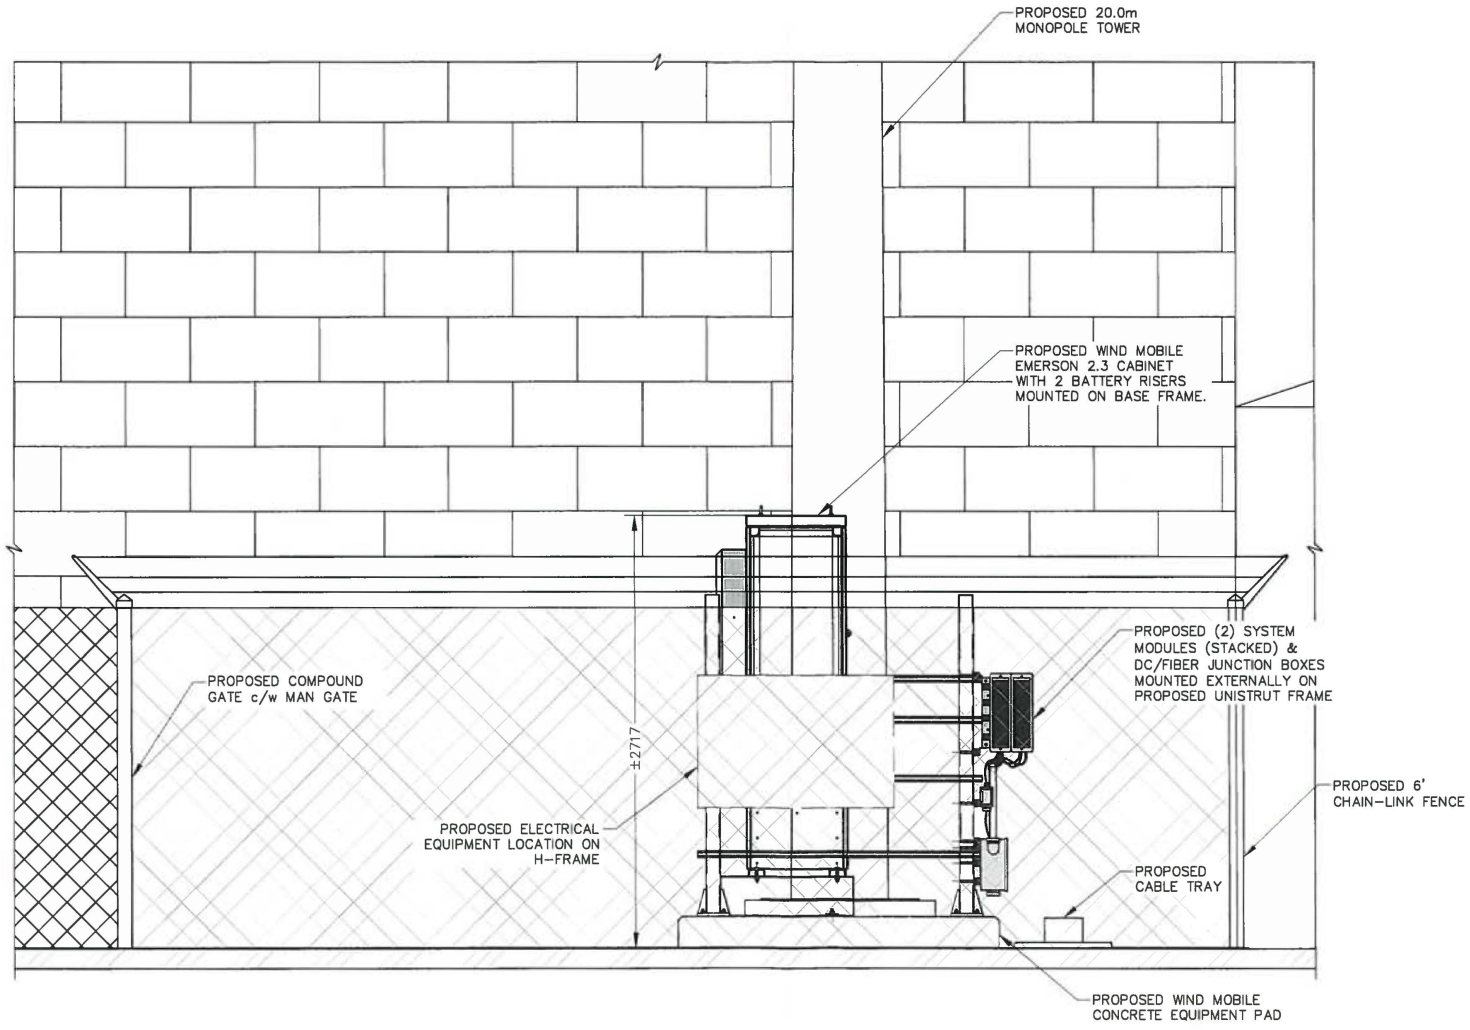 PROPOSED 20.0m
MONOPOLE TOWER
PROPOSED WIND MOBILE
EMERSON 2.3 CABINET
WITH 2 BATTERY RISERS
MOUNTED ON BASE FRAME.
PROPOSED (2) SYSTEM
MODULES (STACKED) &
DC/FIBER JUNCTION BOXES
MOUNTED EXTERNALLY ON
PROPOSED UNISTRUT FRAME
PROPOSED COMPOUND
GATE c/w MAN GATE
±2717
PROPOSED 6'
CHAIN-LINK FENCE
PROPOSED ELECTRICAL
EQUIPMENT LOCATION ON
H-FRAME
PROPOSED
CABLE TRAY
PROPOSED WIND MOBILE
CONCRETE EQUIPMENT PAD